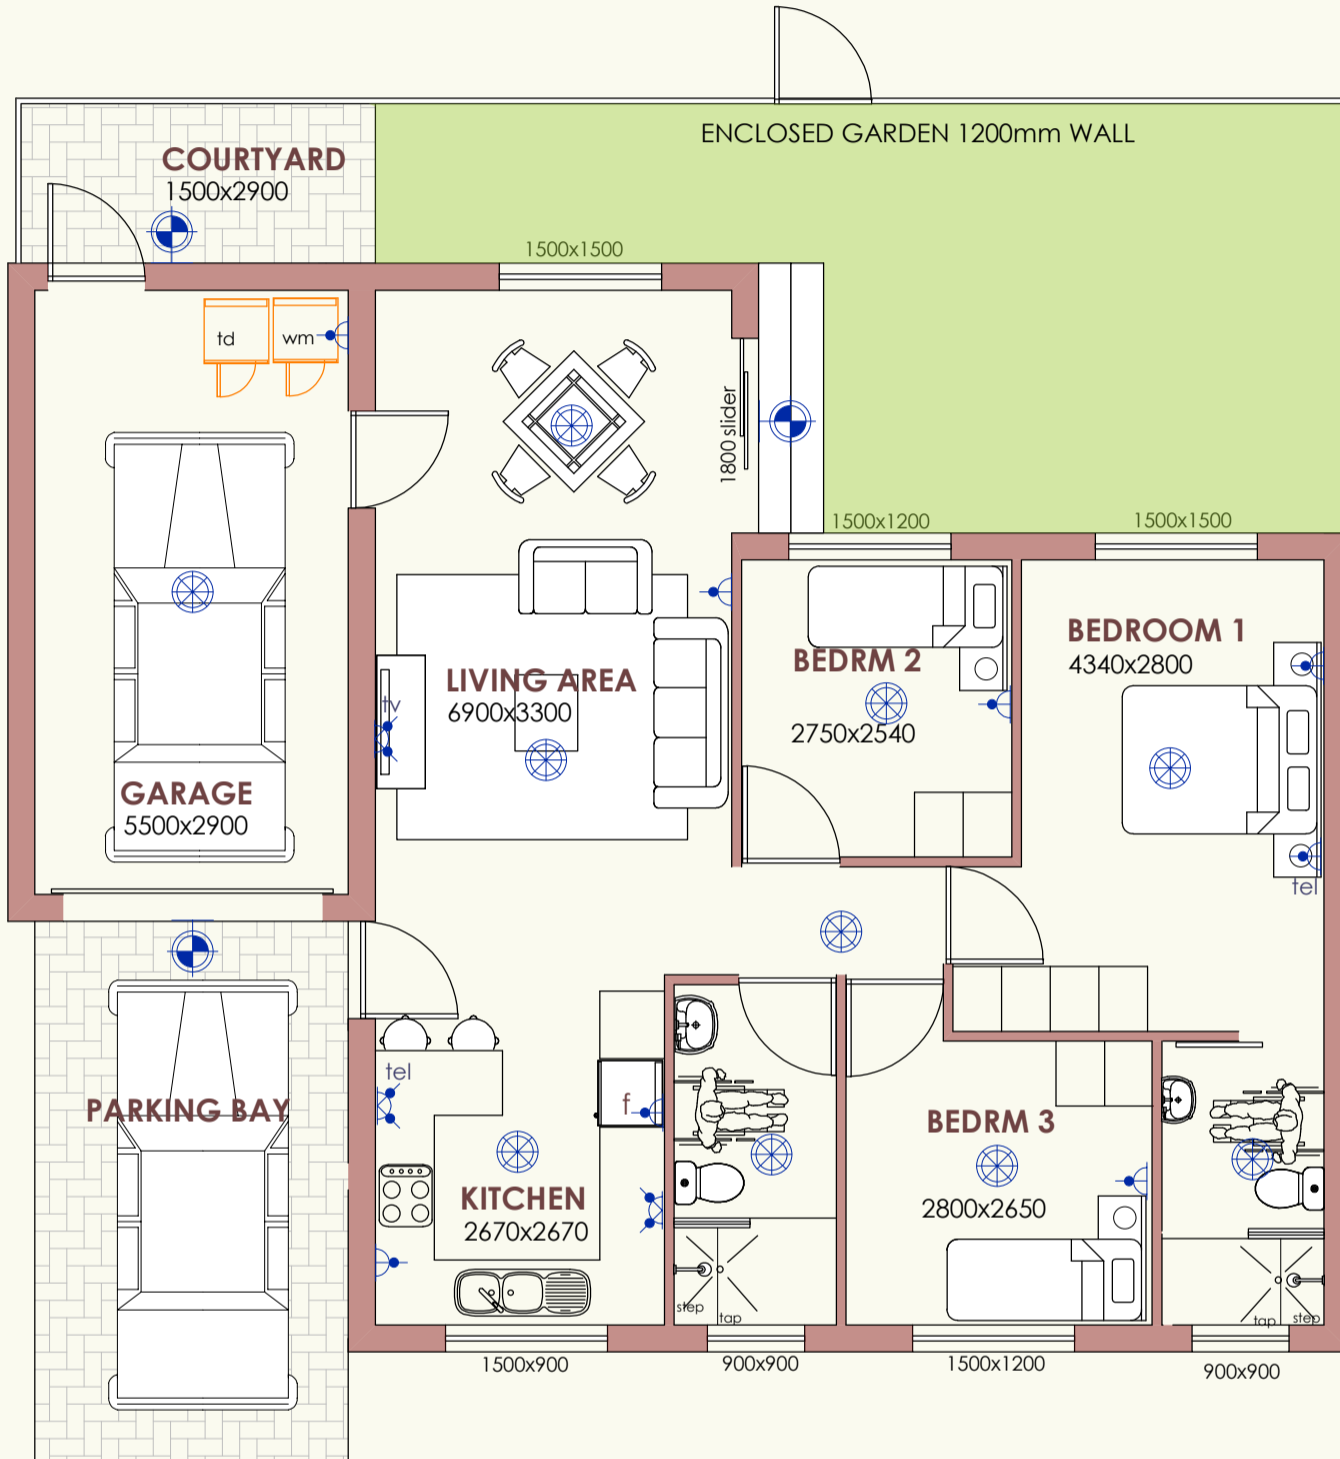 ENCLOSED GARDEN 1200mm WALL
COURTYARD
1500x2900
1500x1500
td
wm
1800 slider
1500x1200
1500x1500
BEDROOM 1
4340x2800
BEDRM 2
2750x2540
LIVING AREA
6900x3300
tv
GARAGE
5500x2900
tel
tel
f
PARKING BAY
BEDRM 3
2800x2650
KITCHEN
2670x2670
step
tap
tap
step
1500x900
900x900
1500x1200
900x900